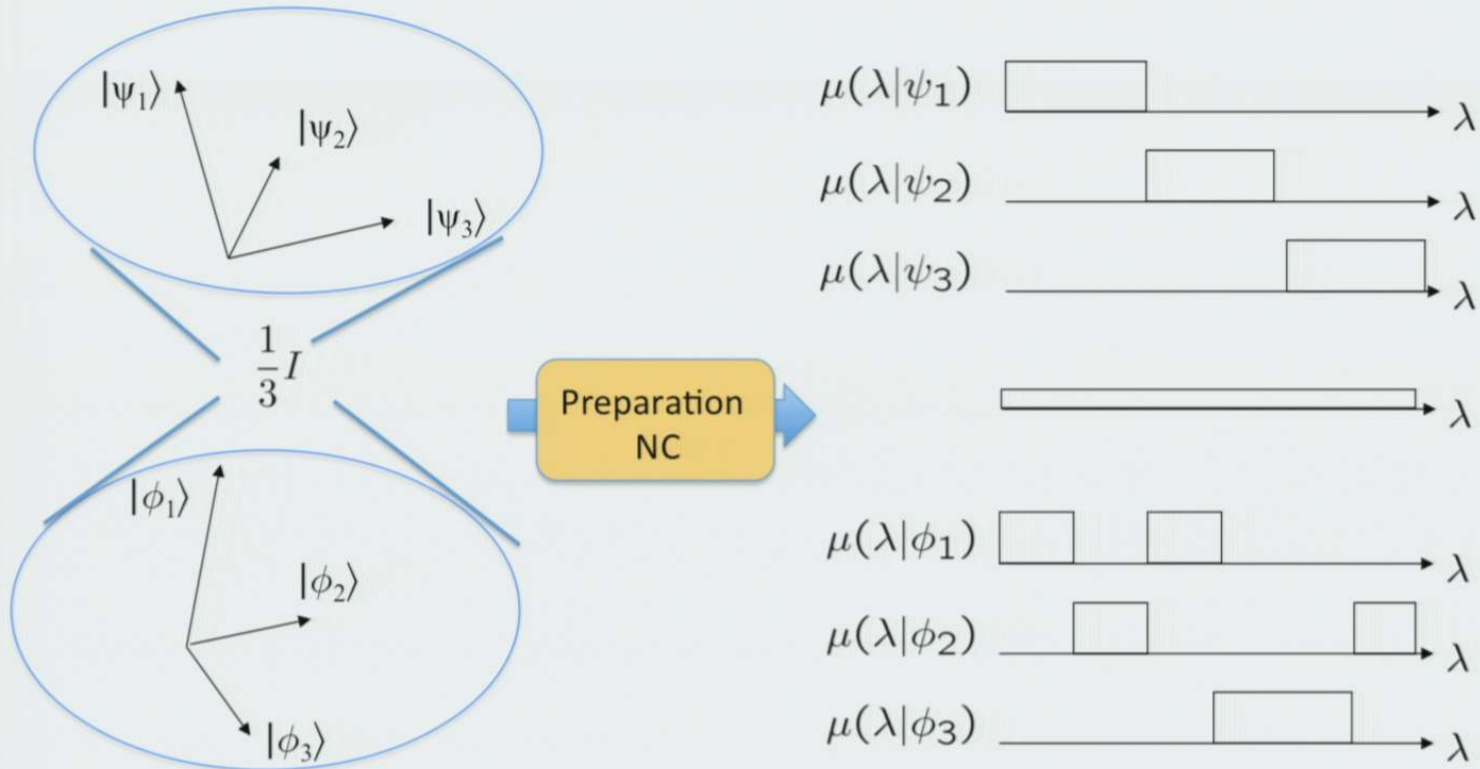 |ψ₁⟩
|ψ₂⟩
|ψ₃⟩
1/3 I
|ϕ₁⟩
|ϕ₂⟩
|ϕ₃⟩
Preparation
NC
μ(λ|ψ₁) λ
μ(λ|ψ₂) λ
μ(λ|ψ₃) λ
λ
μ(λ|ϕ₁) λ
μ(λ|ϕ₂) λ
μ(λ|ϕ₃) λ